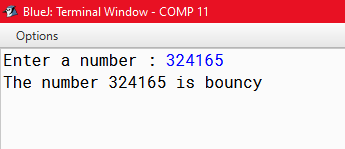 BlueJ: Terminal Window - COMP 11
Options
Enter a number : 324165
The number 324165 is bouncy